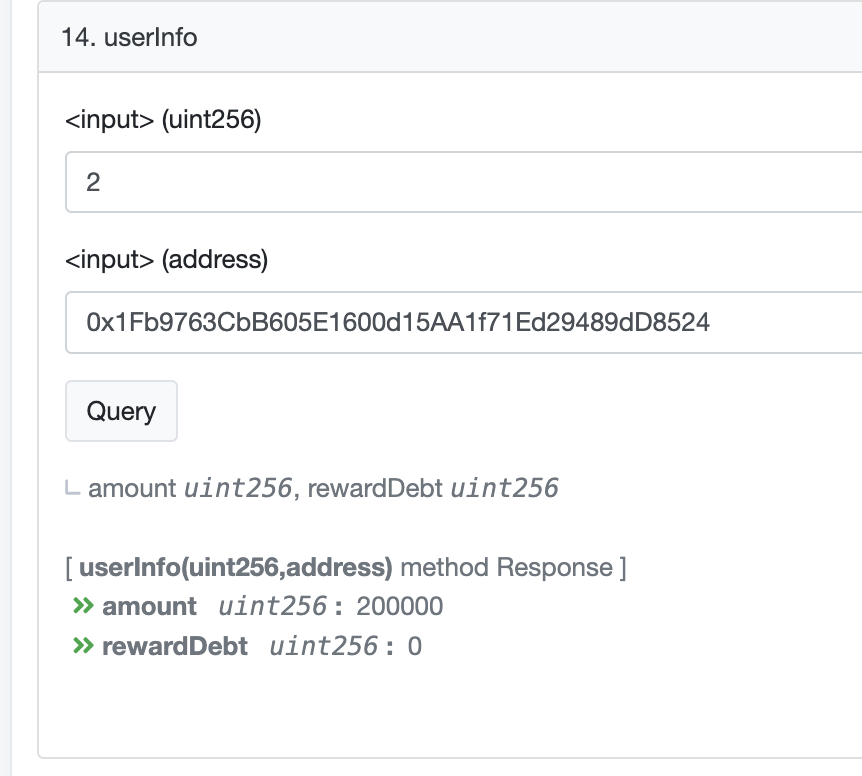 14. userInfo
<input> (uint256)
2
<input> (address)
0x1Fb9763CbB605E1600d15AA1f71Ed29489dD8524
Query
amount uint256, rewardDebt uint256
[ userInfo(uint256,address) method Response ]
amount uint256 : 200000
rewardDebt uint256 : 0